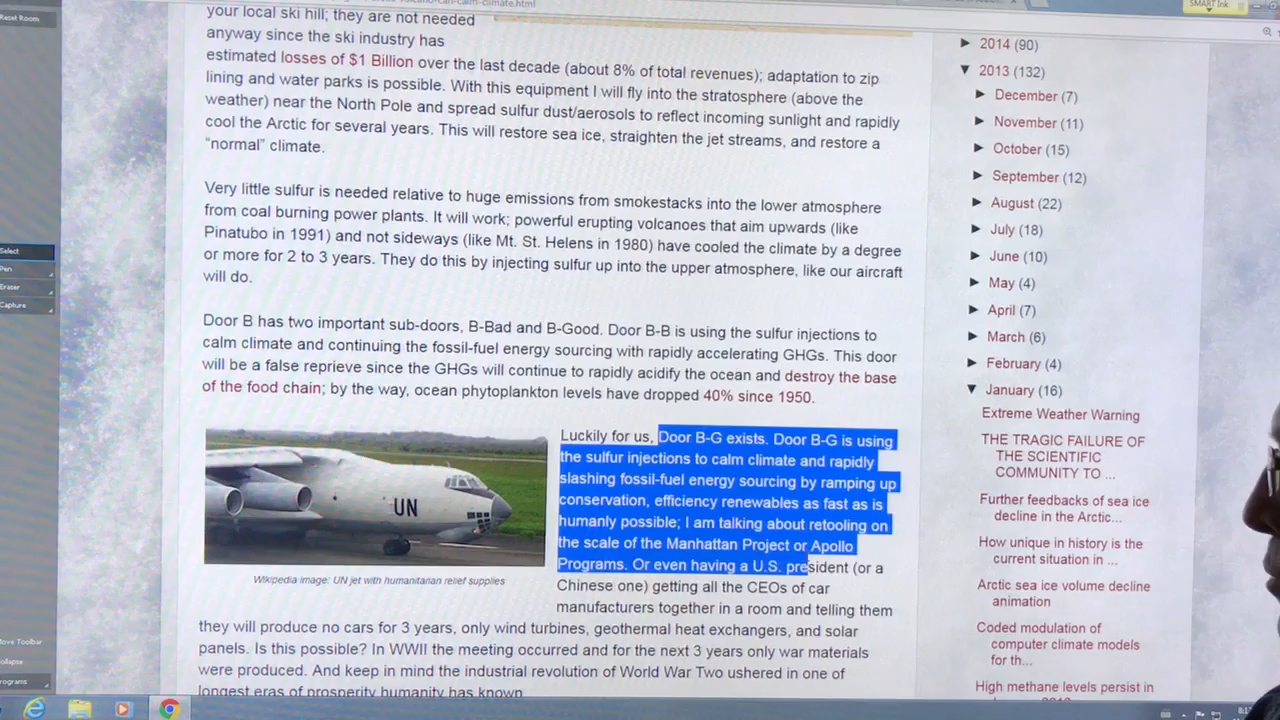 SMART Ink
Reset Room
your local ski hill; they are not needed
anyway since the ski industry has
estimated losses of $1 Billion over the last decade (about 8% of total revenues); adaptation to zip
lining and water parks is possible. With this equipment I will fly into the stratosphere (above the
weather) near the North Pole and spread sulfur dust/aerosols to reflect incoming sunlight and rapidly
cool the Arctic for several years. This will restore sea ice, straighten the jet streams, and restore a
“normal” climate.
Very little sulfur is needed relative to huge emissions from smokestacks into the lower atmosphere
from coal burning power plants. It will work; powerful erupting volcanoes that aim upwards (like
Pinatubo in 1991) and not sideways (like Mt. St. Helens in 1980) have cooled the climate by a degree
or more for 2 to 3 years. They do this by injecting sulfur up into the upper atmosphere, like our aircraft
will do.
Door B has two important sub-doors, B-Bad and B-Good. Door B-B is using the sulfur injections to
calm climate and continuing the fossil-fuel energy sourcing with rapidly accelerating GHGs. This door
will be a false reprieve since the GHGs will continue to rapidly acidify the ocean and destroy the base
of the food chain; by the way, ocean phytoplankton levels have dropped 40% since 1950.
Luckily for us, Door B-G exists. Door B-G is using
the sulfur injections to calm climate and rapidly
slashing fossil-fuel energy sourcing by ramping up
conservation, efficiency renewables as fast as is
humanly possible; I am talking about retooling on
the scale of the Manhattan Project or Apollo
Programs. Or even having a U.S. president (or a
Chinese one) getting all the CEOs of car
manufacturers together in a room and telling them
they will produce no cars for 3 years, only wind turbines, geothermal heat exchangers, and solar
panels. Is this possible? In WWII the meeting occurred and for the next 3 years only war materials
were produced. And keep in mind the industrial revolution of World War Two ushered in one of
longest eras of prosperity humanity has known
UN
Wikipedia image: UN jet with humanitarian relief supplies
► 2014 (90)
▼ 2013 (132)
► December (7)
► November (11)
► October (15)
► September (12)
► August (22)
► July (18)
► June (10)
► May (4)
► April (7)
► March (6)
► February (4)
▼ January (16)
Extreme Weather Warning
THE TRAGIC FAILURE OF
THE SCIENTIFIC
COMMUNITY TO ...
Further feedbacks of sea ice
decline in the Arctic...
How unique in history is the
current situation in ...
Arctic sea ice volume decline
animation
Coded modulation of
computer climate models
for th...
High methane levels persist in
Select
Pen
Eraser
Capture